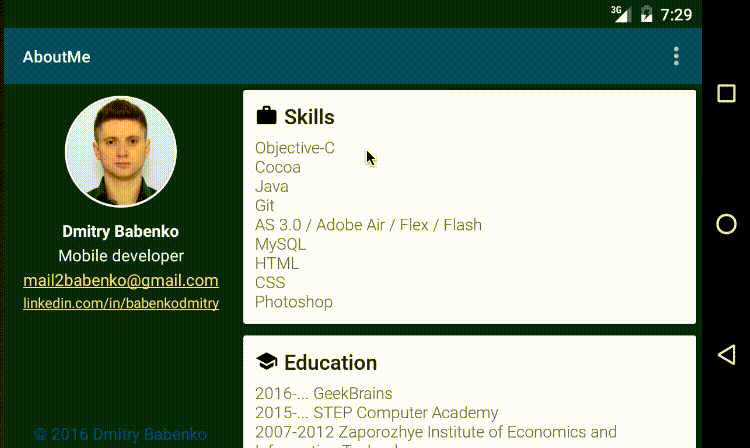 3G 7:29
AboutMe
Dmitry Babenko
Mobile developer
mail2babenko@gmail.com
linkedin.com/in/babenkodmitry
© 2016 Dmitry Babenko
Skills
Objective-C
Cocoa
Java
Git
AS 3.0 / Adobe Air / Flex / Flash
MySQL
HTML
CSS
Photoshop
Education
2016-... GeekBrains
2015-... STEP Computer Academy
2007-2012 Zaporozhye Institute of Economics and